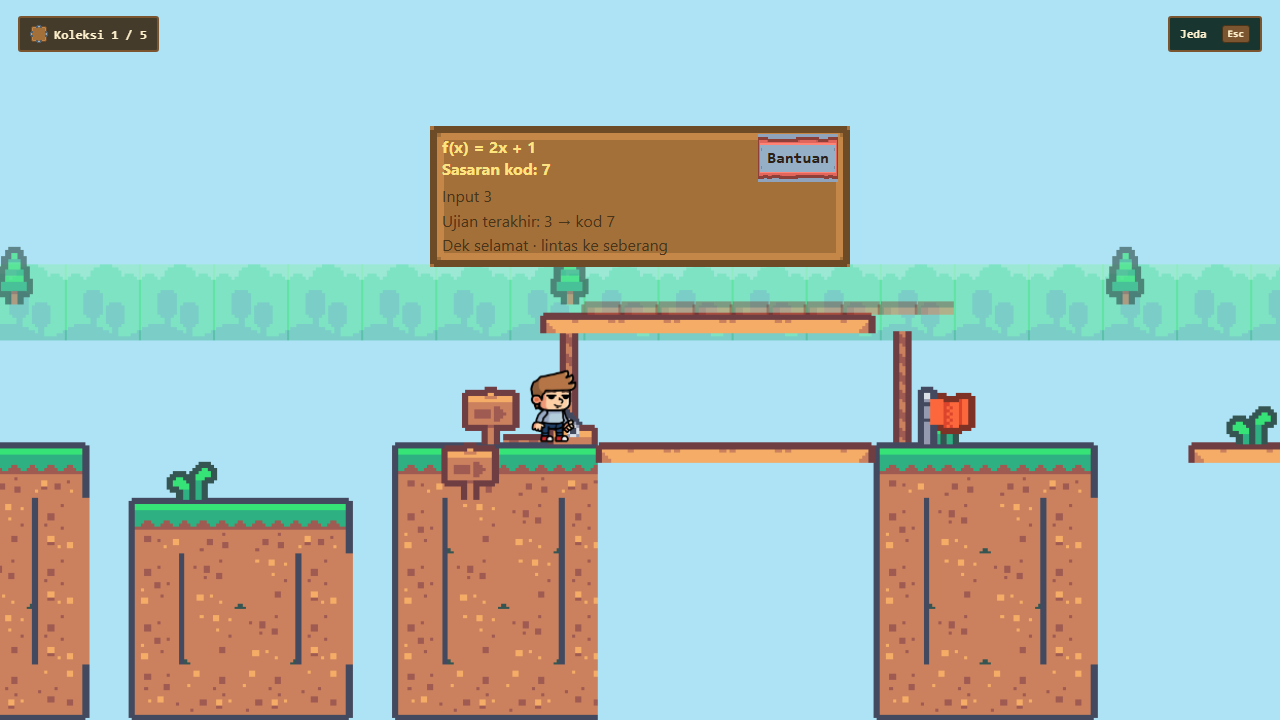 Koleksi 1 / 5
Jeda Esc
f(x) = 2x + 1
Bantuan
Sasaran kod: 7
Input 3
Ujian terakhir: 3 → kod 7
Dek selamat · lintas ke seberang